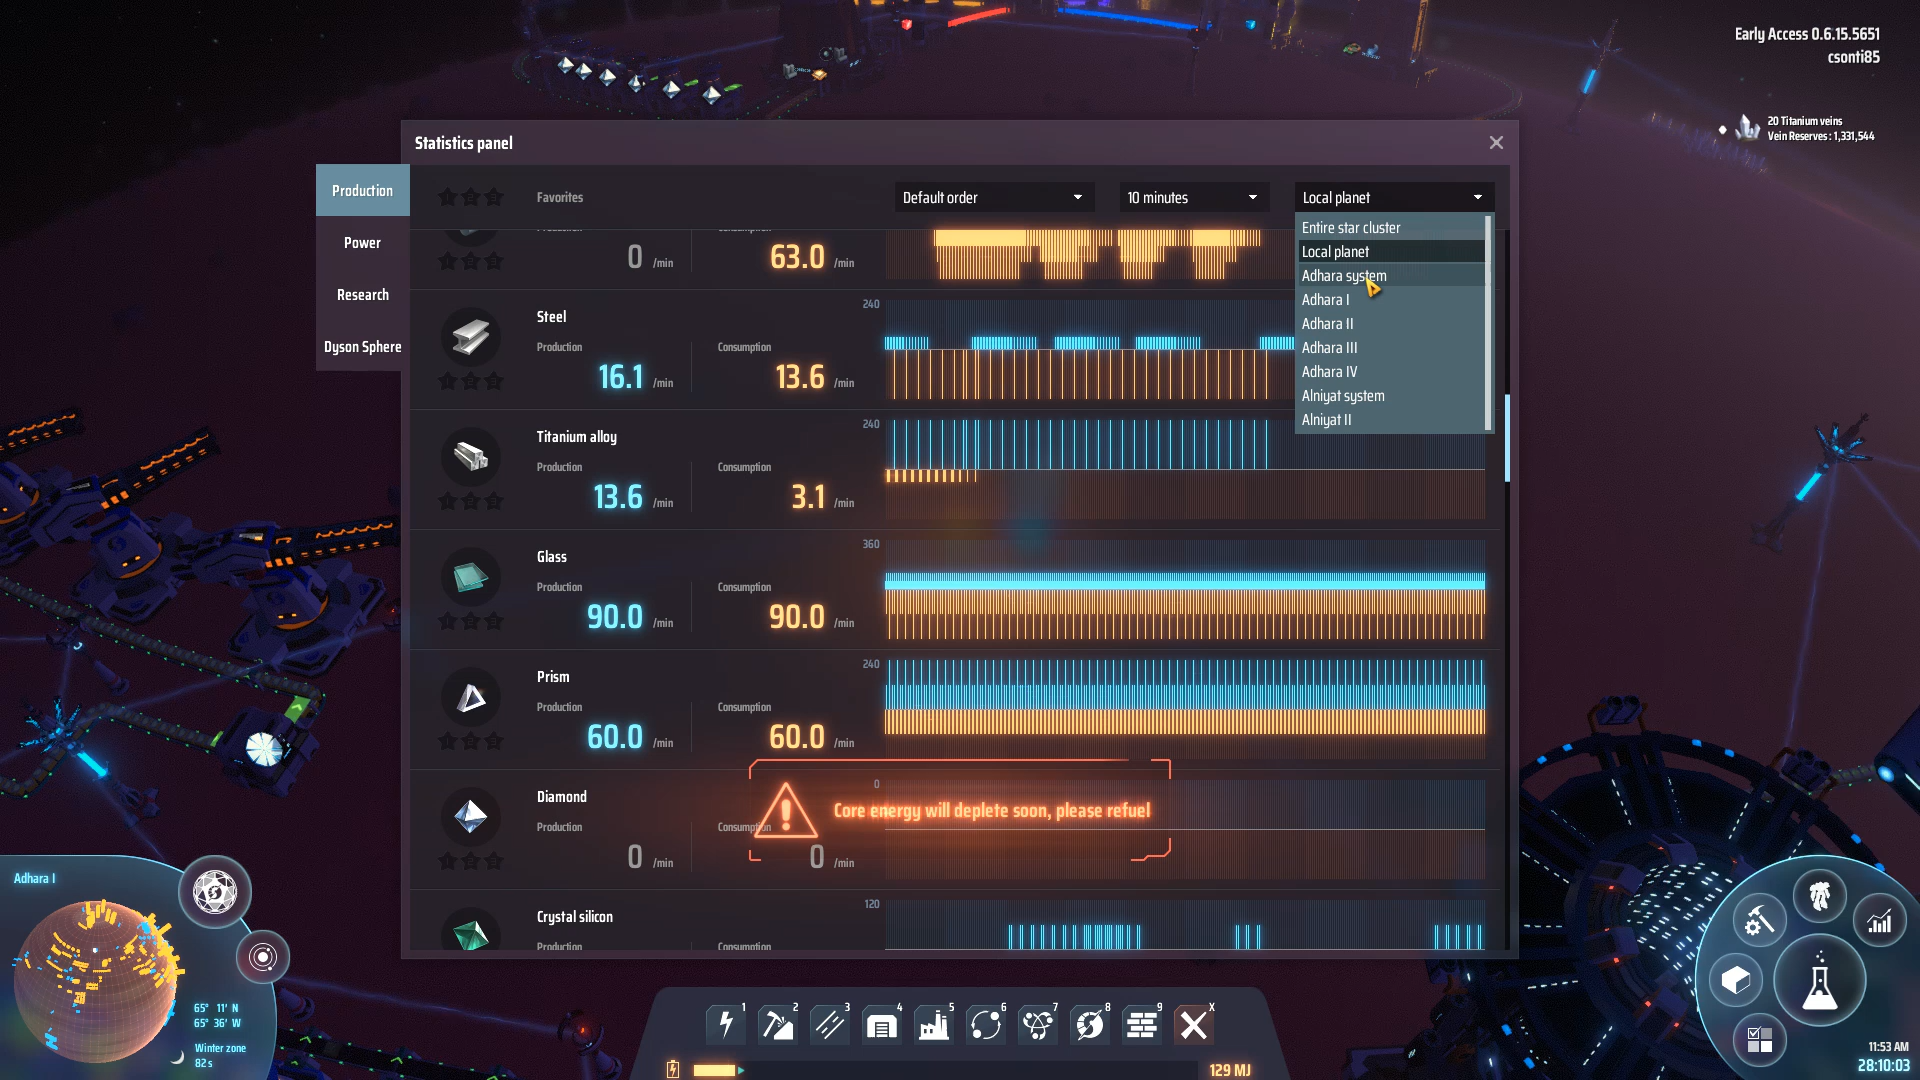 Early Access 0.6.15.5651
csonti85
20 Titanium veins
Vein Reserves : 1,331,544
Statistics panel
Production
Power
Research
Dyson Sphere
Favorites
Default order
10 minutes
Local planet
Entire star cluster
Local planet
Adhara system
Adhara I
Adhara II
Adhara III
Adhara IV
Alniyat system
Alniyat II
0 /min
63.0 /min
Steel
Production
16.1 /min
Consumption
13.6 /min
240
Titanium alloy
Production
13.6 /min
Consumption
3.1 /min
240
Glass
Production
90.0 /min
Consumption
90.0 /min
360
Prism
Production
60.0 /min
Consumption
60.0 /min
240
Diamond
Production
0 /min
Consumption
0 /min
0
Core energy will deplete soon, please refuel
Crystal silicon
Production
Consumption
120
Adhara I
65° 11' N
65° 36' W
Winter zone
82s
1
2
3
4
5
6
7
8
9
X
129 MJ
11:53 AM
28:10:03